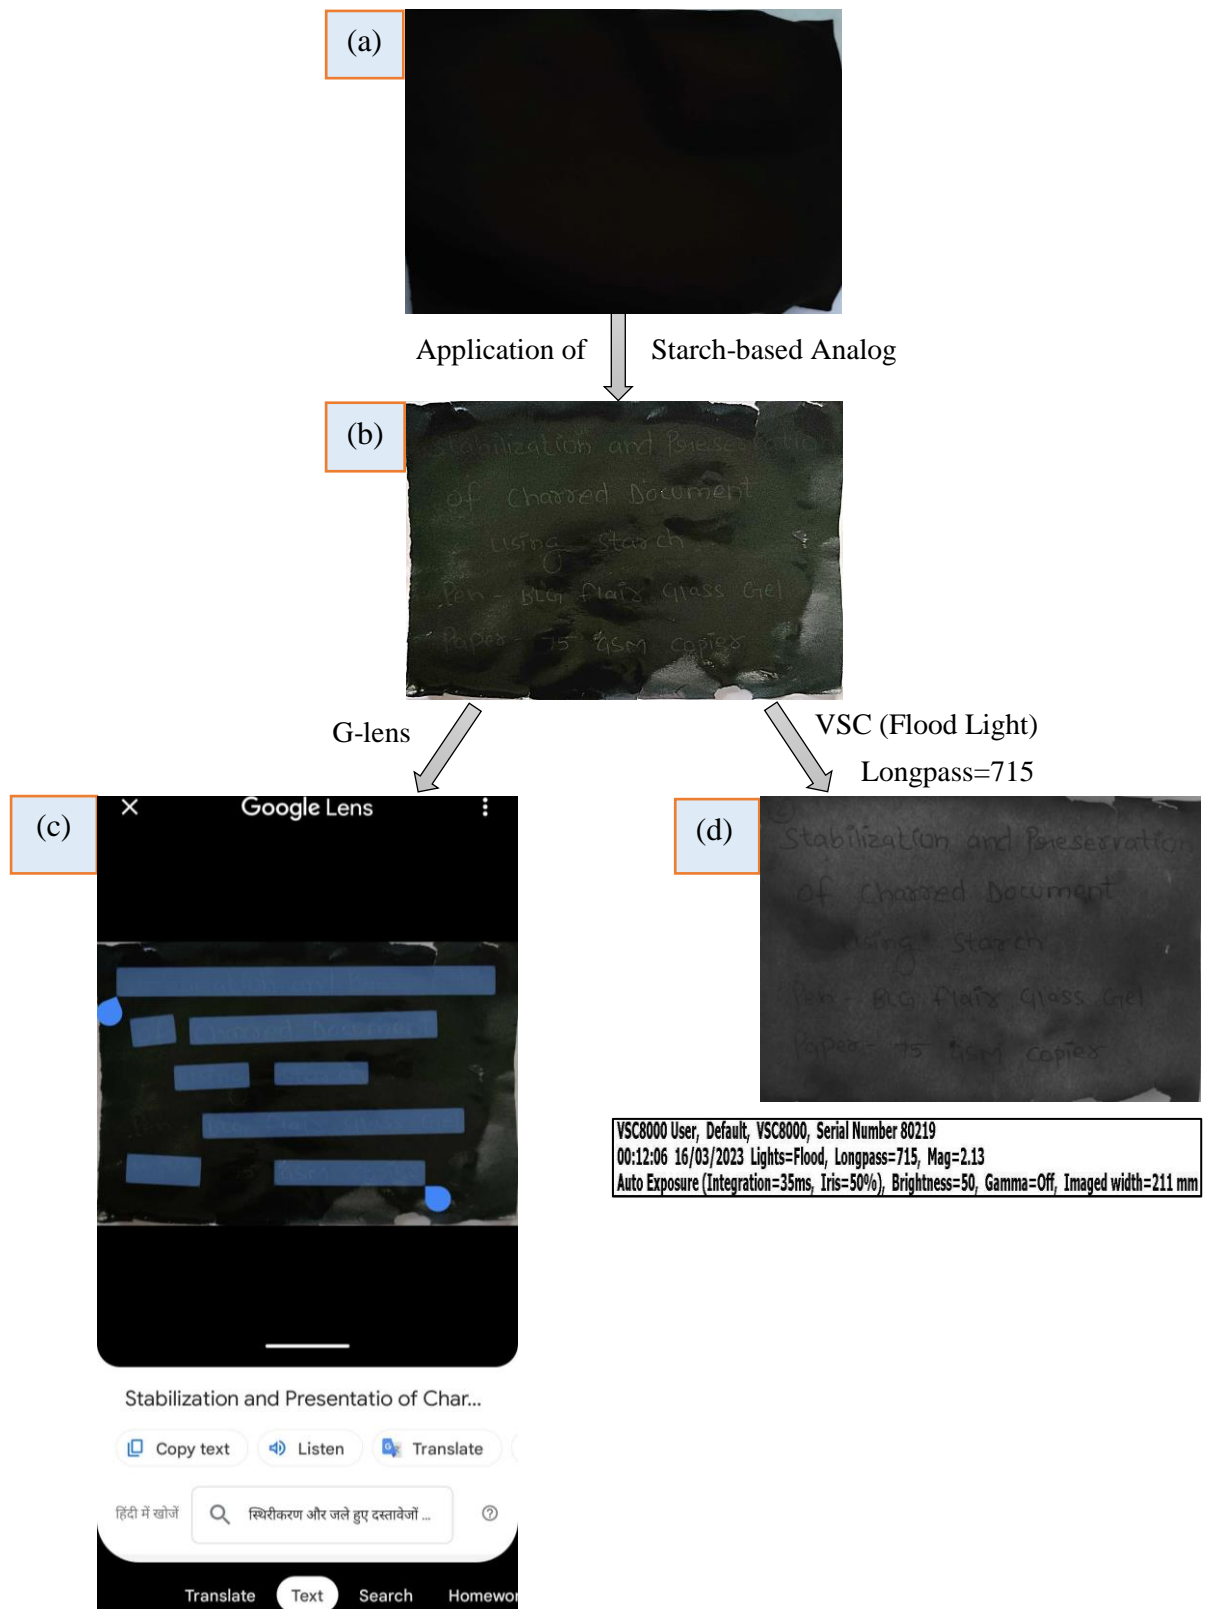 (a)
Application of Starch-based Analog
(b)
Stabilization and Preservation
of Charred Document
Using Starch
Pen - BLG flair Glass Gel
Paper - 75 GSM copier
G-lens
VSC (Flood Light)
Longpass=715
(c)
Google Lens
Stabilization and Presentatio of Char...
Copy text
Listen
Translate
हिंदी में खोजें
स्थिरीकरण और जले हुए दस्तावेजों ...
Translate Text Search Homewor
(d)
Stabilization and Preservation
of Charred Document
Using Starch
Pen - BLG flair Glass Gel
Paper - 75 GSM copier
VSC8000 User, Default, VSC8000, Serial Number 80219
00:12:06 16/03/2023 Lights=Flood, Longpass=715, Mag=2.13
Auto Exposure (Integration=35ms, Iris=50%), Brightness=50, Gamma=Off, Imaged width=211 mm